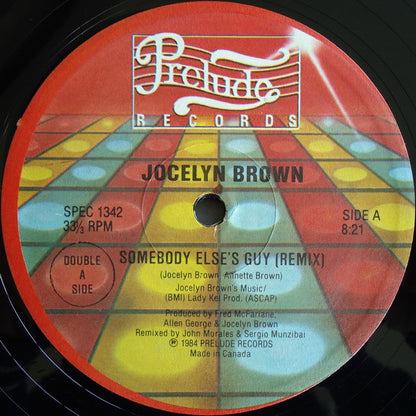 Prelude
RECORDS
JOCELYN BROWN
SPEC 1342
33⅓ RPM
SIDE A
8:21
DOUBLE
A
SIDE
SOMEBODY ELSE'S GUY (REMIX)
(Jocelyn Brown, Annette Brown)
Jocelyn Brown's Music/
(BMI) Lady Kel Prod. (ASCAP)
Produced by Fred McFarrane,
Allen George & Jocelyn Brown
Remixed by John Morales & Sergio Munzibai
℗ 1984 PRELUDE RECORDS
Made in Canada